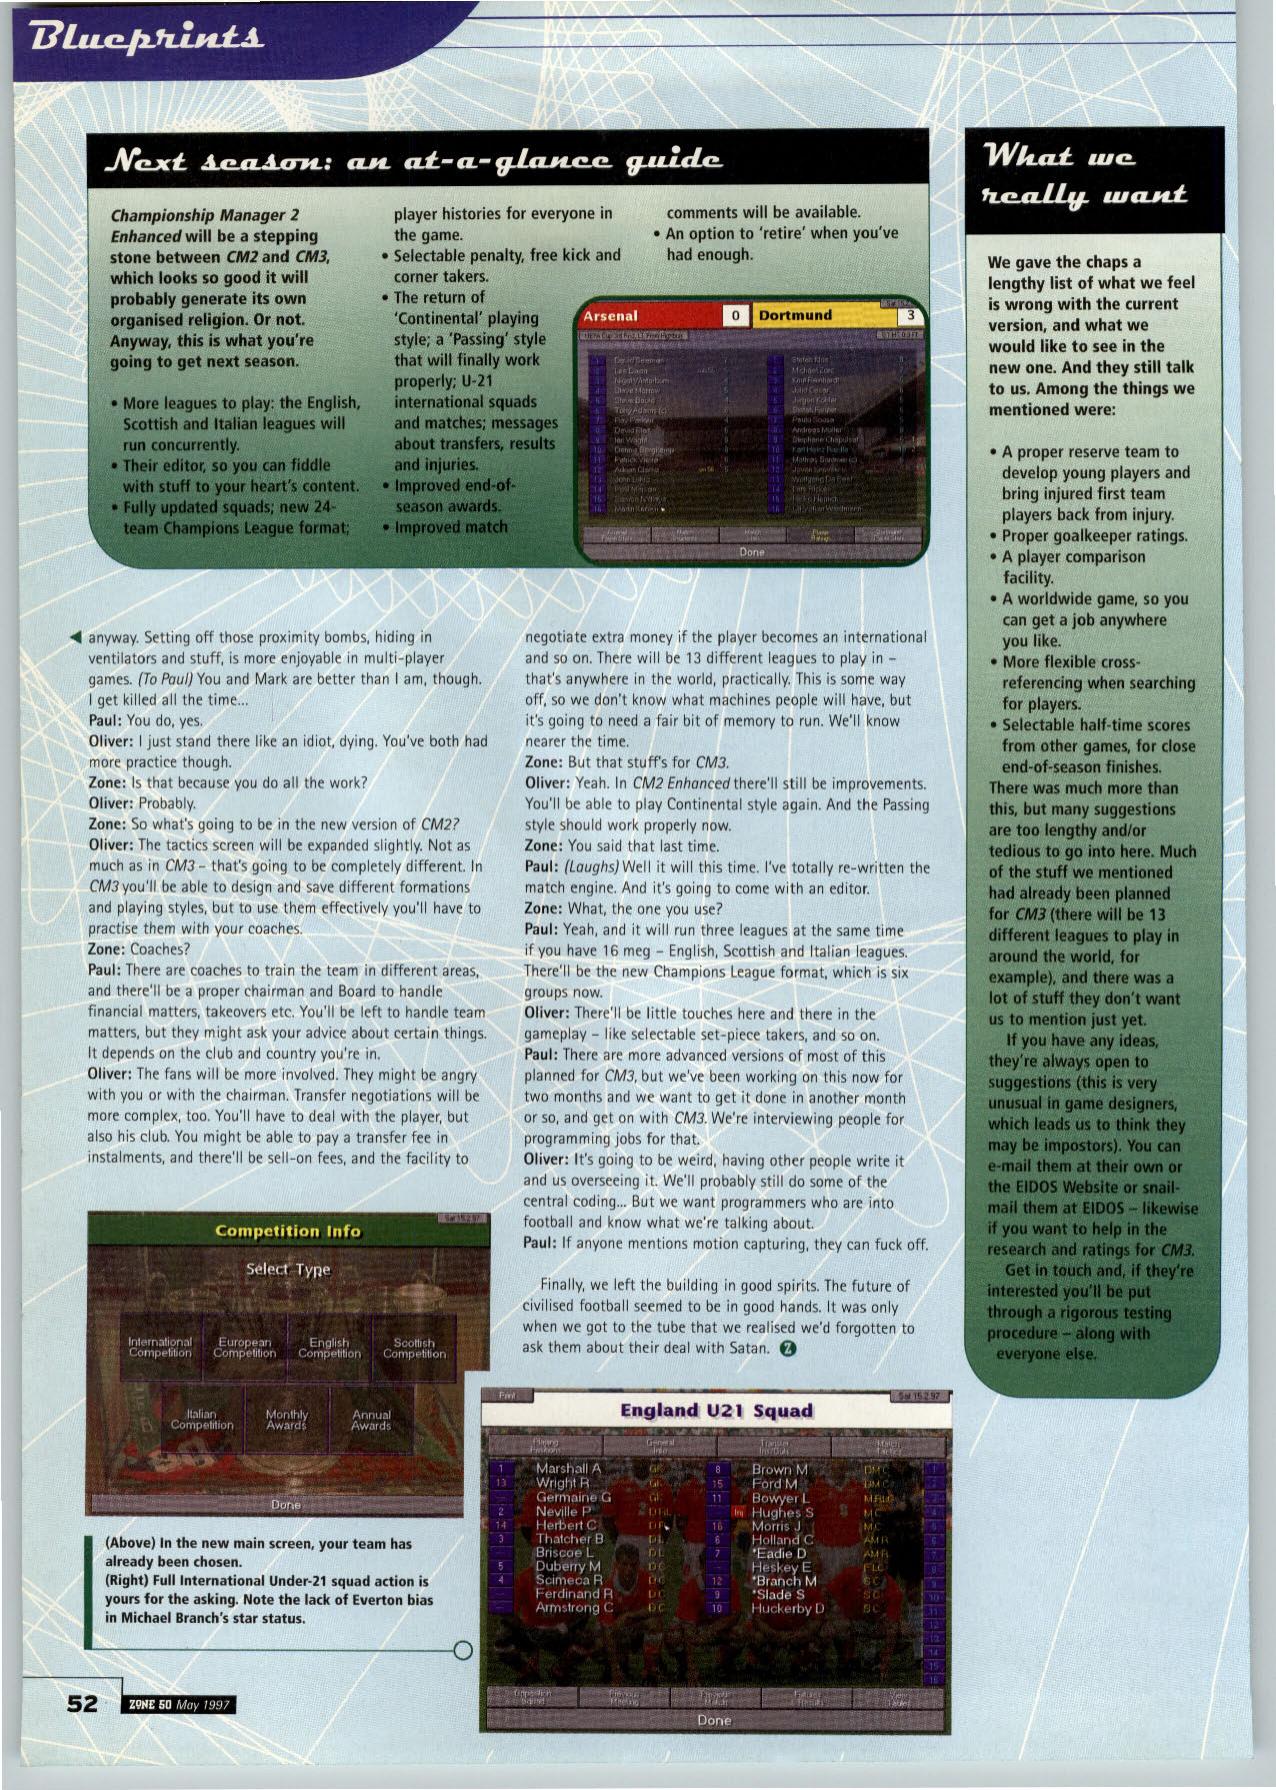 Blueprints
Next season: an at-a-glance guide
Championship Manager 2
Enhanced will be a stepping
stone between CM2 and CM3,
which looks so good it will
probably generate its own
organised religion. Or not.
Anyway, this is what you're
going to get next season.
• More leagues to play: the English,
Scottish and Italian leagues will
run concurrently.
• Their editor, so you can fiddle
with stuff to your heart's content.
• Fully updated squads; new 24-
team Champions League format;
player histories for everyone in
the game.
• Selectable penalty, free kick and
corner takers.
• The return of
'Continental' playing
style; a 'Passing' style
that will finally work
properly; U-21
international squads
and matches; messages
about transfers, results
and injuries.
• Improved end-of-
season awards.
• Improved match
comments will be available.
• An option to 'retire' when you've
had enough.
Arsenal 0 Dortmund 3
Done
What we
really want
We gave the chaps a
lengthy list of what we feel
is wrong with the current
version, and what we
would like to see in the
new one. And they still talk
to us. Among the things we
mentioned were:
• A proper reserve team to
develop young players and
bring injured first team
players back from injury.
• Proper goalkeeper ratings.
• A player comparison
facility.
• A worldwide game, so you
can get a job anywhere
you like.
• More flexible cross-
referencing when searching
for players.
• Selectable half-time scores
from other games, for close
end-of-season finishes.
There was much more than
this, but many suggestions
are too lengthy and/or
tedious to go into here. Much
of the stuff we mentioned
had already been planned
for CM3 (there will be 13
different leagues to play in
around the world, for
example), and there was a
lot of stuff they don't want
us to mention just yet.
If you have any ideas,
they're always open to
suggestions (this is very
unusual in game designers,
which leads us to think they
may be impostors). You can
e-mail them at their own or
the EIDOS Website or snail-
mail them at EIDOS – likewise
if you want to help in the
research and ratings for CM3.
Get in touch and, if they're
interested you'll be put
through a rigorous testing
procedure – along with
everyone else.
anyway. Setting off those proximity bombs, hiding in
ventilators and stuff, is more enjoyable in multi-player
games. (To Paul) You and Mark are better than I am, though.
I get killed all the time...
Paul: You do, yes.
Oliver: I just stand there like an idiot, dying. You've both had
more practice though.
Zone: Is that because you do all the work?
Oliver: Probably.
Zone: So what's going to be in the new version of CM2?
Oliver: The tactics screen will be expanded slightly. Not as
much as in CM3 – that's going to be completely different. In
CM3 you'll be able to design and save different formations
and playing styles, but to use them effectively you'll have to
practise them with your coaches.
Zone: Coaches?
Paul: There are coaches to train the team in different areas,
and there'll be a proper chairman and Board to handle
financial matters, takeovers etc. You'll be left to handle team
matters, but they might ask your advice about certain things.
It depends on the club and country you're in.
Oliver: The fans will be more involved. They might be angry
with you or with the chairman. Transfer negotiations will be
more complex, too. You'll have to deal with the player, but
also his club. You might be able to pay a transfer fee in
instalments, and there'll be sell-on fees, and the facility to
negotiate extra money if the player becomes an international
and so on. There will be 13 different leagues to play in –
that's anywhere in the world, practically. This is some way
off, so we don't know what machines people will have, but
it's going to need a fair bit of memory to run. We'll know
nearer the time.
Zone: But that stuff's for CM3.
Oliver: Yeah. In CM2 Enhanced there'll still be improvements.
You'll be able to play Continental style again. And the Passing
style should work properly now.
Zone: You said that last time.
Paul: (Laughs) Well it will this time. I've totally re-written the
match engine. And it's going to come with an editor.
Zone: What, the one you use?
Paul: Yeah, and it will run three leagues at the same time
if you have 16 meg – English, Scottish and Italian leagues.
There'll be the new Champions League format, which is six
groups now.
Oliver: There'll be little touches here and there in the
gameplay – like selectable set-piece takers, and so on.
Paul: There are more advanced versions of most of this
planned for CM3, but we've been working on this now for
two months and we want to get it done in another month
or so, and get on with CM3. We're interviewing people for
programming jobs for that.
Oliver: It's going to be weird, having other people write it
and us overseeing it. We'll probably still do some of the
central coding... But we want programmers who are into
football and know what we're talking about.
Paul: If anyone mentions motion capturing, they can fuck off.
Finally, we left the building in good spirits. The future of
civilised football seemed to be in good hands. It was only
when we got to the tube that we realised we'd forgotten to
ask them about their deal with Satan. Z
Sat 15.2.97
Competition Info
Select Type
International Competition
European Competition
English Competition
Scottish Competition
Italian Competition
Monthly Awards
Annual Awards
Done
(Above) In the new main screen, your team has
already been chosen.
(Right) Full International Under-21 squad action is
yours for the asking. Note the lack of Everton bias
in Michael Branch's star status.
Print
Sat 15.2.97
England U21 Squad
1 Marshall A GK
13 Wright R GK
Germaine G GK
2 Neville P
14 Herbert C
3 Thatcher B DL
Briscoe L DL
5 Duberry M DC
4 Scimeca R DC
Ferdinand R DC
Armstrong C DC
8 Brown M DMC
15 Ford M DMC
11 Bowyer L
Inj Hughes S MC
16 Morris J MC
6 Holland C AMR
7 *Eadie D
Heskey E FLC
12 *Branch M SC
9 *Slade S SC
10 Huckerby D SC
Done
52
ZONE 50 May 1997